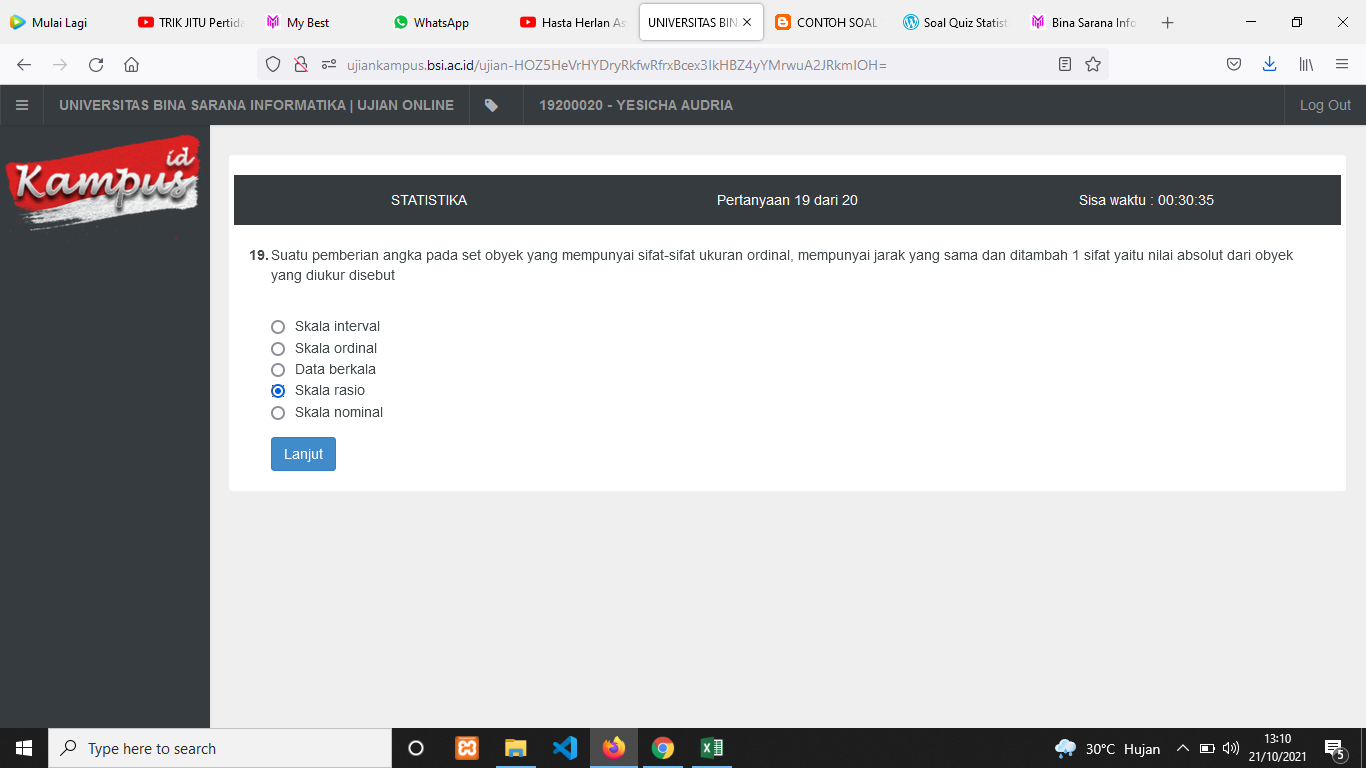 Mulai Lagi
TRIK JITU Pertida
My Best
WhatsApp
Hasta Herlan As
UNIVERSITAS BIN
CONTOH SOAL
Soal Quiz Statist
Bina Sarana Info
ujiankampus.bsi.ac.id/ujian-HOZ5HeVrHYDryRkfwRfrxBcex3IkHBZ4yYMrwuA2JRkmIOH=
UNIVERSITAS BINA SARANA INFORMATIKA | UJIAN ONLINE
19200020 - YESICHA AUDRIA
Log Out
Kampus id
STATISTIKA
Pertanyaan 19 dari 20
Sisa waktu : 00:30:35
19. Suatu pemberian angka pada set obyek yang mempunyai sifat-sifat ukuran ordinal, mempunyai jarak yang sama dan ditambah 1 sifat yaitu nilai absolut dari obyek
yang diukur disebut
Skala interval
Skala ordinal
Data berkala
Skala rasio
Skala nominal
Lanjut
Type here to search
30°C Hujan
13:10
21/10/2021
5